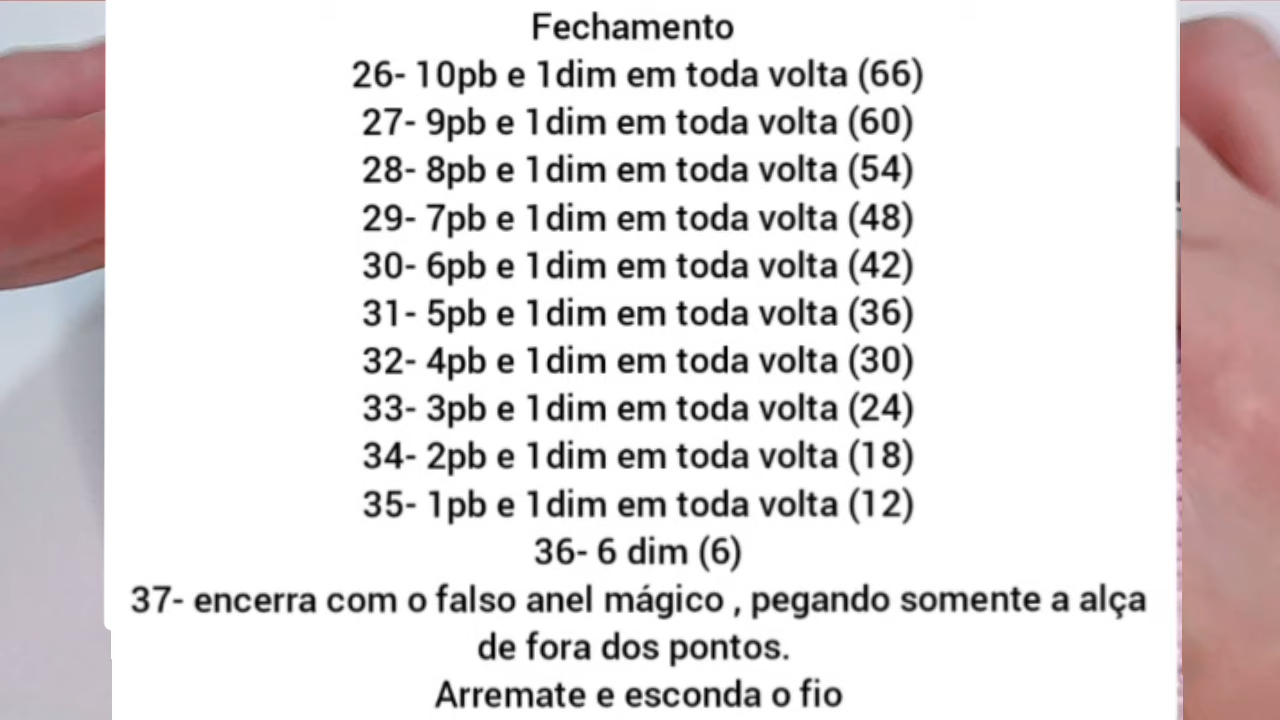 Fechamento
26- 10pb e 1dim em toda volta (66)
27- 9pb e 1dim em toda volta (60)
28- 8pb e 1dim em toda volta (54)
29- 7pb e 1dim em toda volta (48)
30- 6pb e 1dim em toda volta (42)
31- 5pb e 1dim em toda volta (36)
32- 4pb e 1dim em toda volta (30)
33- 3pb e 1dim em toda volta (24)
34- 2pb e 1dim em toda volta (18)
35- 1pb e 1dim em toda volta (12)
36- 6 dim (6)
37- encerra com o falso anel mágico , pegando somente a alça
de fora dos pontos.
Arremate e esconda o fio